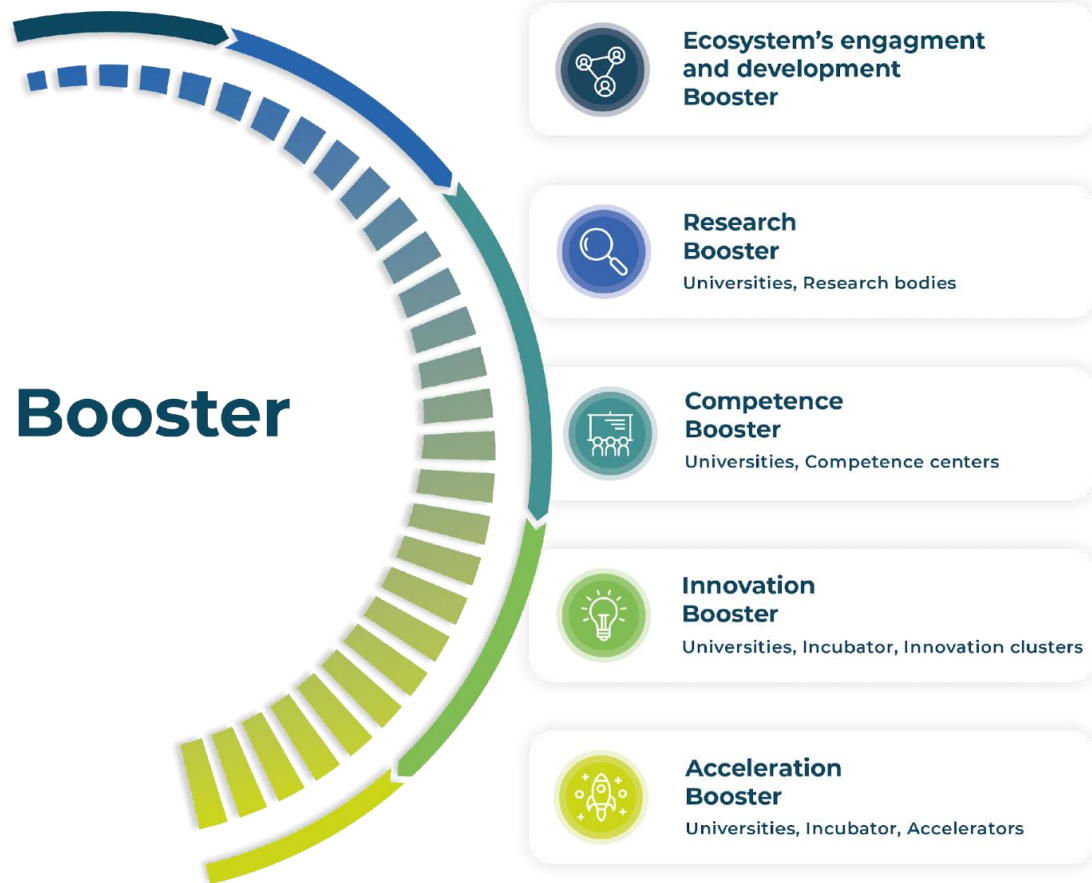 Booster
Ecosystem's engagment
and development
Booster
Research
Booster
Universities, Research bodies
Competence
Booster
Universities, Competence centers
Innovation
Booster
Universities, Incubator, Innovation clusters
Acceleration
Booster
Universities, Incubator, Accelerators